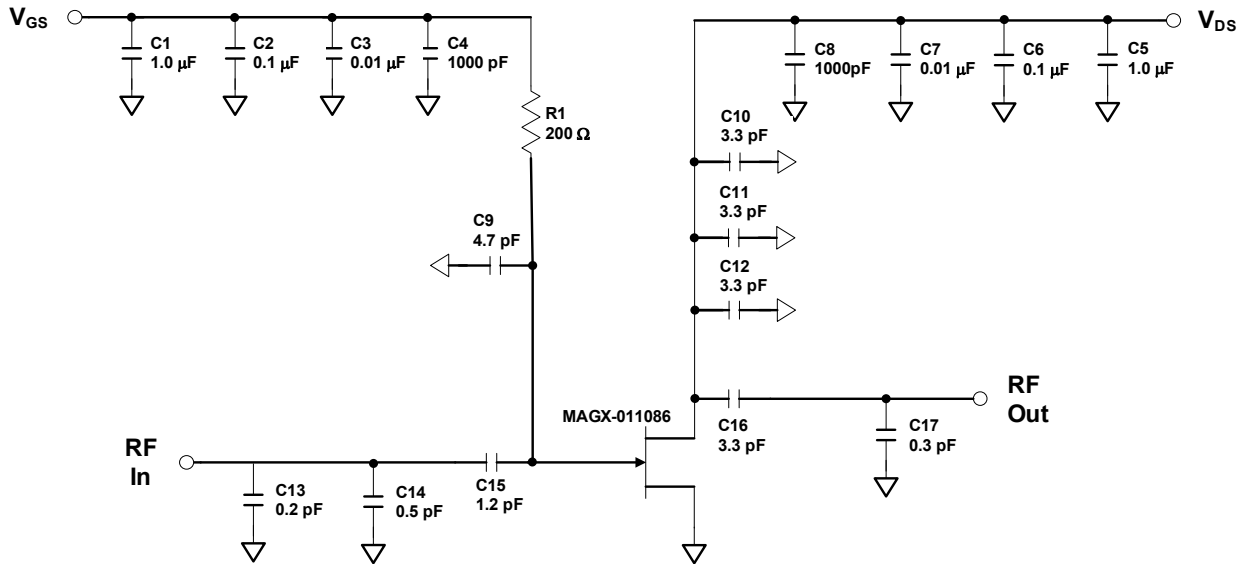 V_GS
C1
1.0 µF
C2
0.1 µF
C3
0.01 µF
C4
1000 pF
R1
200 Ω
C9
4.7 pF
RF
In
C13
0.2 pF
C14
0.5 pF
C15
1.2 pF
MAGX-011086
V_DS
C8
1000pF
C7
0.01 µF
C6
0.1 µF
C5
1.0 µF
C10
3.3 pF
C11
3.3 pF
C12
3.3 pF
C16
3.3 pF
C17
0.3 pF
RF
Out